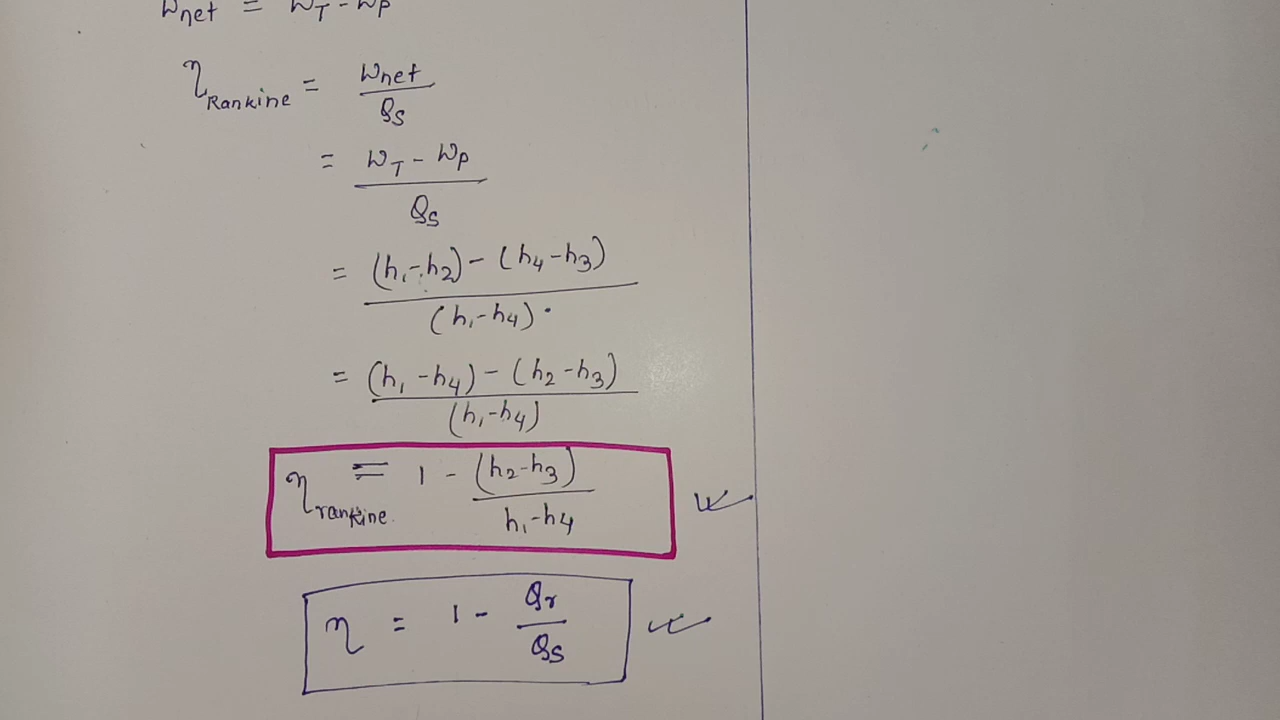 Wnet = WT - WP
ηRankine = Wnet / QS
= WT - WP / QS
= (h1 - h2) - (h4 - h3) / (h1 - h4)
= (h1 - h4) - (h2 - h3) / (h1 - h4)
ηrankine = 1 - (h2 - h3) / h1 - h4
η = 1 - Qr / QS